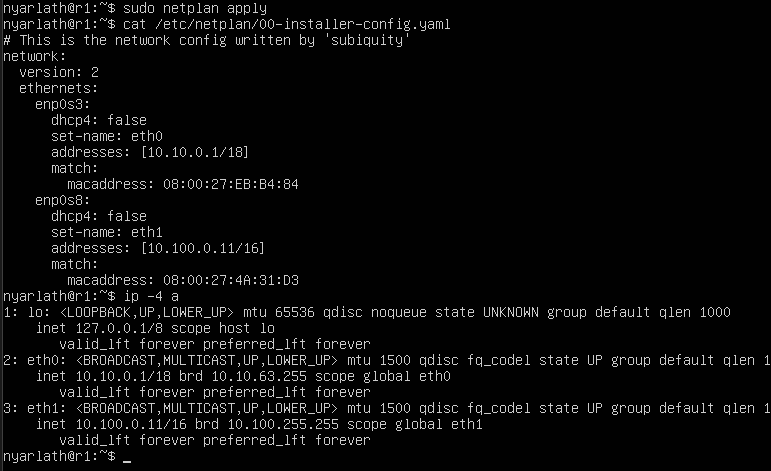 nyarlath@r1:~$ sudo netplan apply
nyarlath@r1:~$ cat /etc/netplan/00-installer-config.yaml
# This is the network config written by 'subiquity'
network:
  version: 2
  ethernets:
    enp0s3:
      dhcp4: false
      set-name: eth0
      addresses: [10.10.0.1/18]
      match:
        macaddress: 08:00:27:EB:B4:84
    enp0s8:
      dhcp4: false
      set-name: eth1
      addresses: [10.100.0.11/16]
      match:
        macaddress: 08:00:27:4A:31:D3
nyarlath@r1:~$ ip -4 a
1: lo: <LOOPBACK,UP,LOWER_UP> mtu 65536 qdisc noqueue state UNKNOWN group default qlen 1000
    inet 127.0.0.1/8 scope host lo
       valid_lft forever preferred_lft forever
2: eth0: <BROADCAST,MULTICAST,UP,LOWER_UP> mtu 1500 qdisc fq_codel state UP group default qlen 1
    inet 10.10.0.1/18 brd 10.10.63.255 scope global eth0
       valid_lft forever preferred_lft forever
3: eth1: <BROADCAST,MULTICAST,UP,LOWER_UP> mtu 1500 qdisc fq_codel state UP group default qlen 1
    inet 10.100.0.11/16 brd 10.100.255.255 scope global eth1
       valid_lft forever preferred_lft forever
nyarlath@r1:~$ _